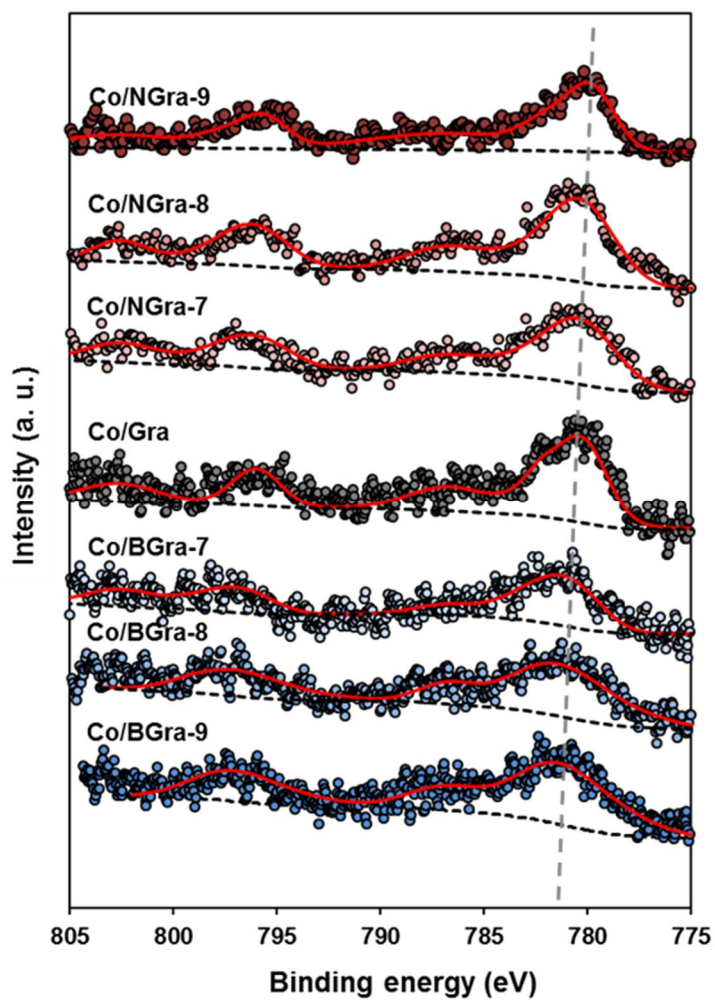 Co/NGra-9
Co/NGra-8
Co/NGra-7
Co/Gra
Co/BGra-7
Co/BGra-8
Co/BGra-9
Intensity (a. u.)
805 800 795 790 785 780 775
Binding energy (eV)